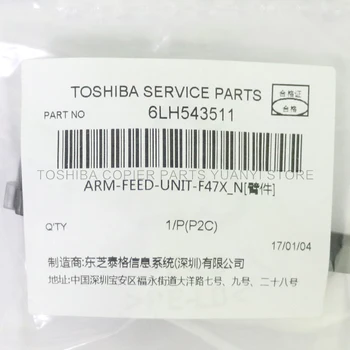 TOSHIBA SERVICE PARTS
合格证
合格
PART NO 6LH543511
TOSHIBA COPIER PARTS YUANYI STORE
ARM-FEED-UNIT-F47X_N[臂件]
Q'TY 1/P(P2C)
17/01/04
制造商:东芝泰格信息系统(深圳)有限公司
地址:中国深圳宝安区福永街道大洋路七号、九号、二十八号